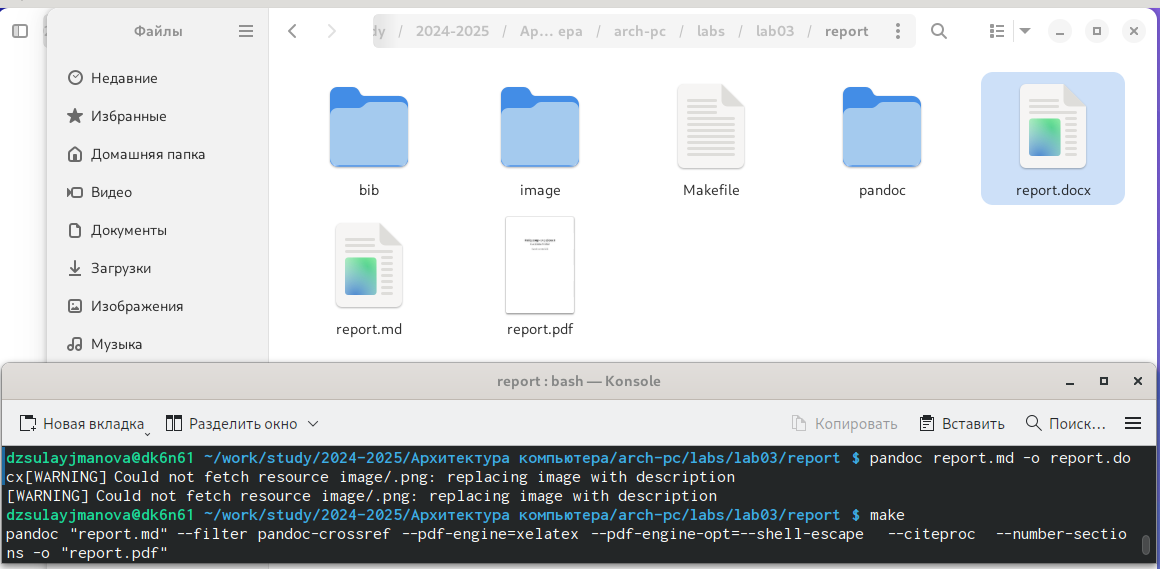 Файлы
dy / 2024-2025 / Ар… ера / arch-pc / labs / lab03 / report
Недавние
Избранные
Домашняя папка
Видео
Документы
Загрузки
Изображения
Музыка
bib
image
Makefile
pandoc
report.docx
report.md
report.pdf
report : bash — Konsole
Новая вкладка
Разделить окно
Копировать
Вставить
Поиск…
dzsulayjmanova@dk6n61 ~/work/study/2024-2025/Архитектура компьютера/arch-pc/labs/lab03/report $ pandoc report.md -o report.do
cx[WARNING] Could not fetch resource image/.png: replacing image with description
[WARNING] Could not fetch resource image/.png: replacing image with description
dzsulayjmanova@dk6n61 ~/work/study/2024-2025/Архитектура компьютера/arch-pc/labs/lab03/report $ make
pandoc "report.md" --filter pandoc-crossref --pdf-engine=xelatex --pdf-engine-opt=--shell-escape  --citeproc  --number-sectio
ns -o "report.pdf"